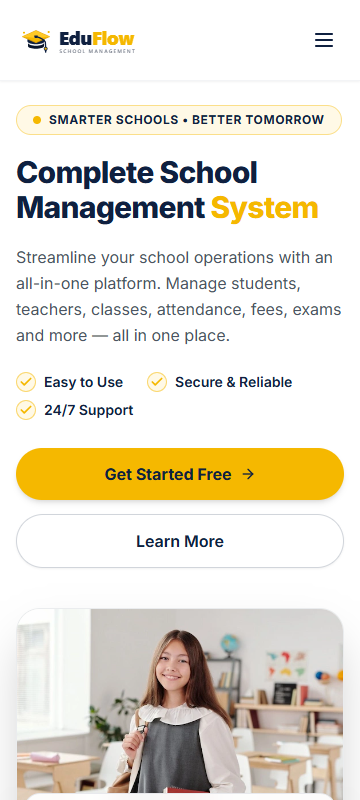 EduFlow
SCHOOL MANAGEMENT
SMARTER SCHOOLS • BETTER TOMORROW
Complete School
Management System
Streamline your school operations with an
all-in-one platform. Manage students,
teachers, classes, attendance, fees, exams
and more — all in one place.
Easy to Use
Secure & Reliable
24/7 Support
Get Started Free →
Learn More